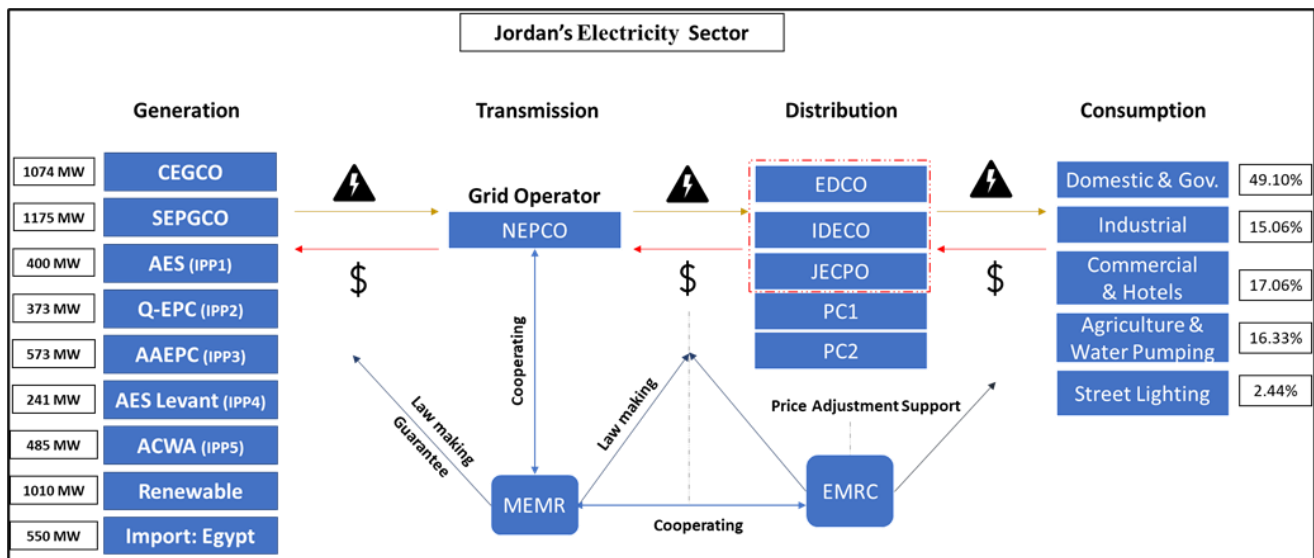 Jordan's Electricity Sector
Generation
Transmission
Distribution
Consumption
1074 MW
CEGCO
1175 MW
SEPGCO
400 MW
AES (IPP1)
373 MW
Q-EPC (IPP2)
573 MW
AAEPC (IPP3)
241 MW
AES Levant (IPP4)
485 MW
ACWA (IPP5)
1010 MW
Renewable
550 MW
Import: Egypt
Grid Operator
NEPCO
$
$
$
EDCO
IDECO
JECPO
PC1
PC2
Domestic & Gov.
49.10%
Industrial
15.06%
Commercial
& Hotels
17.06%
Agriculture &
Water Pumping
16.33%
Street Lighting
2.44%
Cooperating
Law making
Guarantee
Law making
Price Adjustment Support
MEMR
Cooperating
EMRC